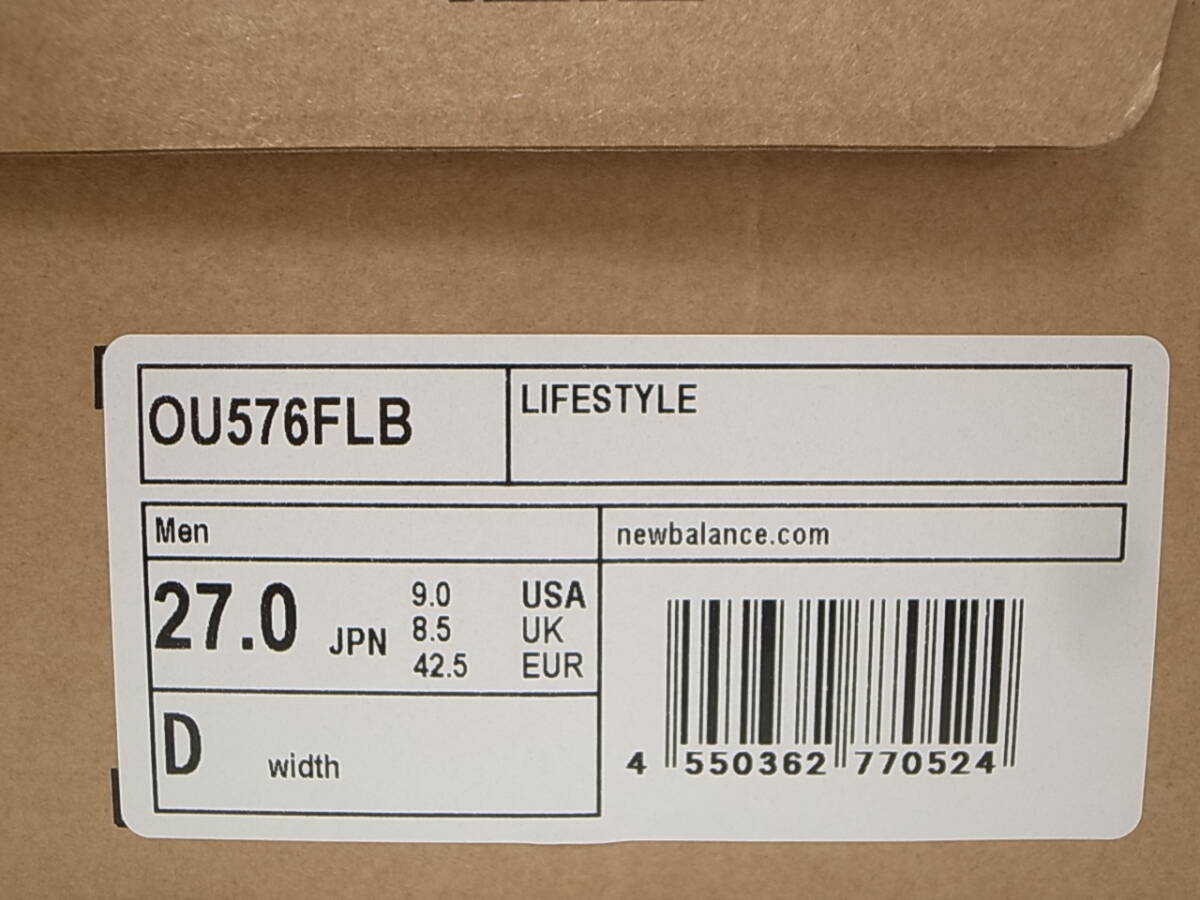 OU576FLB
LIFESTYLE
Men
newbalance.com
27.0 JPN
9.0 USA
8.5 UK
42.5 EUR
D width
4 550362 770524